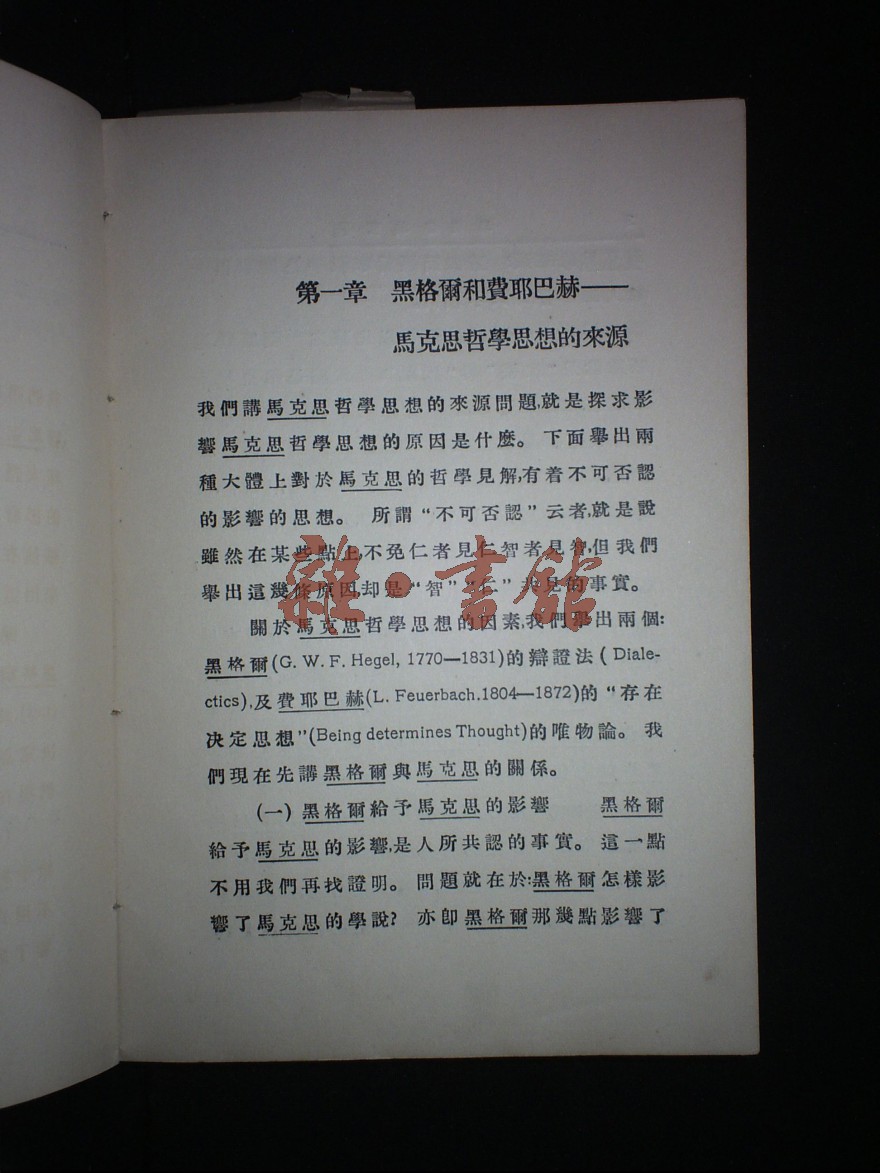 第一章 黑格爾和費耶巴赫——
馬克思哲學思想的來源
我們講馬克思哲學思想的來源問題,就是探求影
響馬克思哲學思想的原因是什麽。 下面舉出兩
種大體上對於馬克思的哲學見解,有着不可否認
的影響的思想。 所謂“不可否認”云者,就是說
雖然在某些點上,不免仁者見仁智者見智,但我們
舉出這幾條原因,却是“智”“仁”共見的事實。
關於馬克思哲學思想的因素,我們舉出兩個:
黑格爾(G. W. F. Hegel, 1770—1831)的辯證法( Diale-
ctics),及費耶巴赫(L. Feuerbach.1804—1872)的“存在
决定思想”(Being determines Thought)的唯物論。 我
們現在先講黑格爾與馬克思的關係。
(一) 黑格爾給予馬克思的影響 黑格爾
給予馬克思的影響,是人所共認的事實。 這一點
不用我們再找證明。 問題就在於:黑格爾怎樣影
響了馬克思的學說? 亦卽黑格爾那幾點影響了
雜·書館